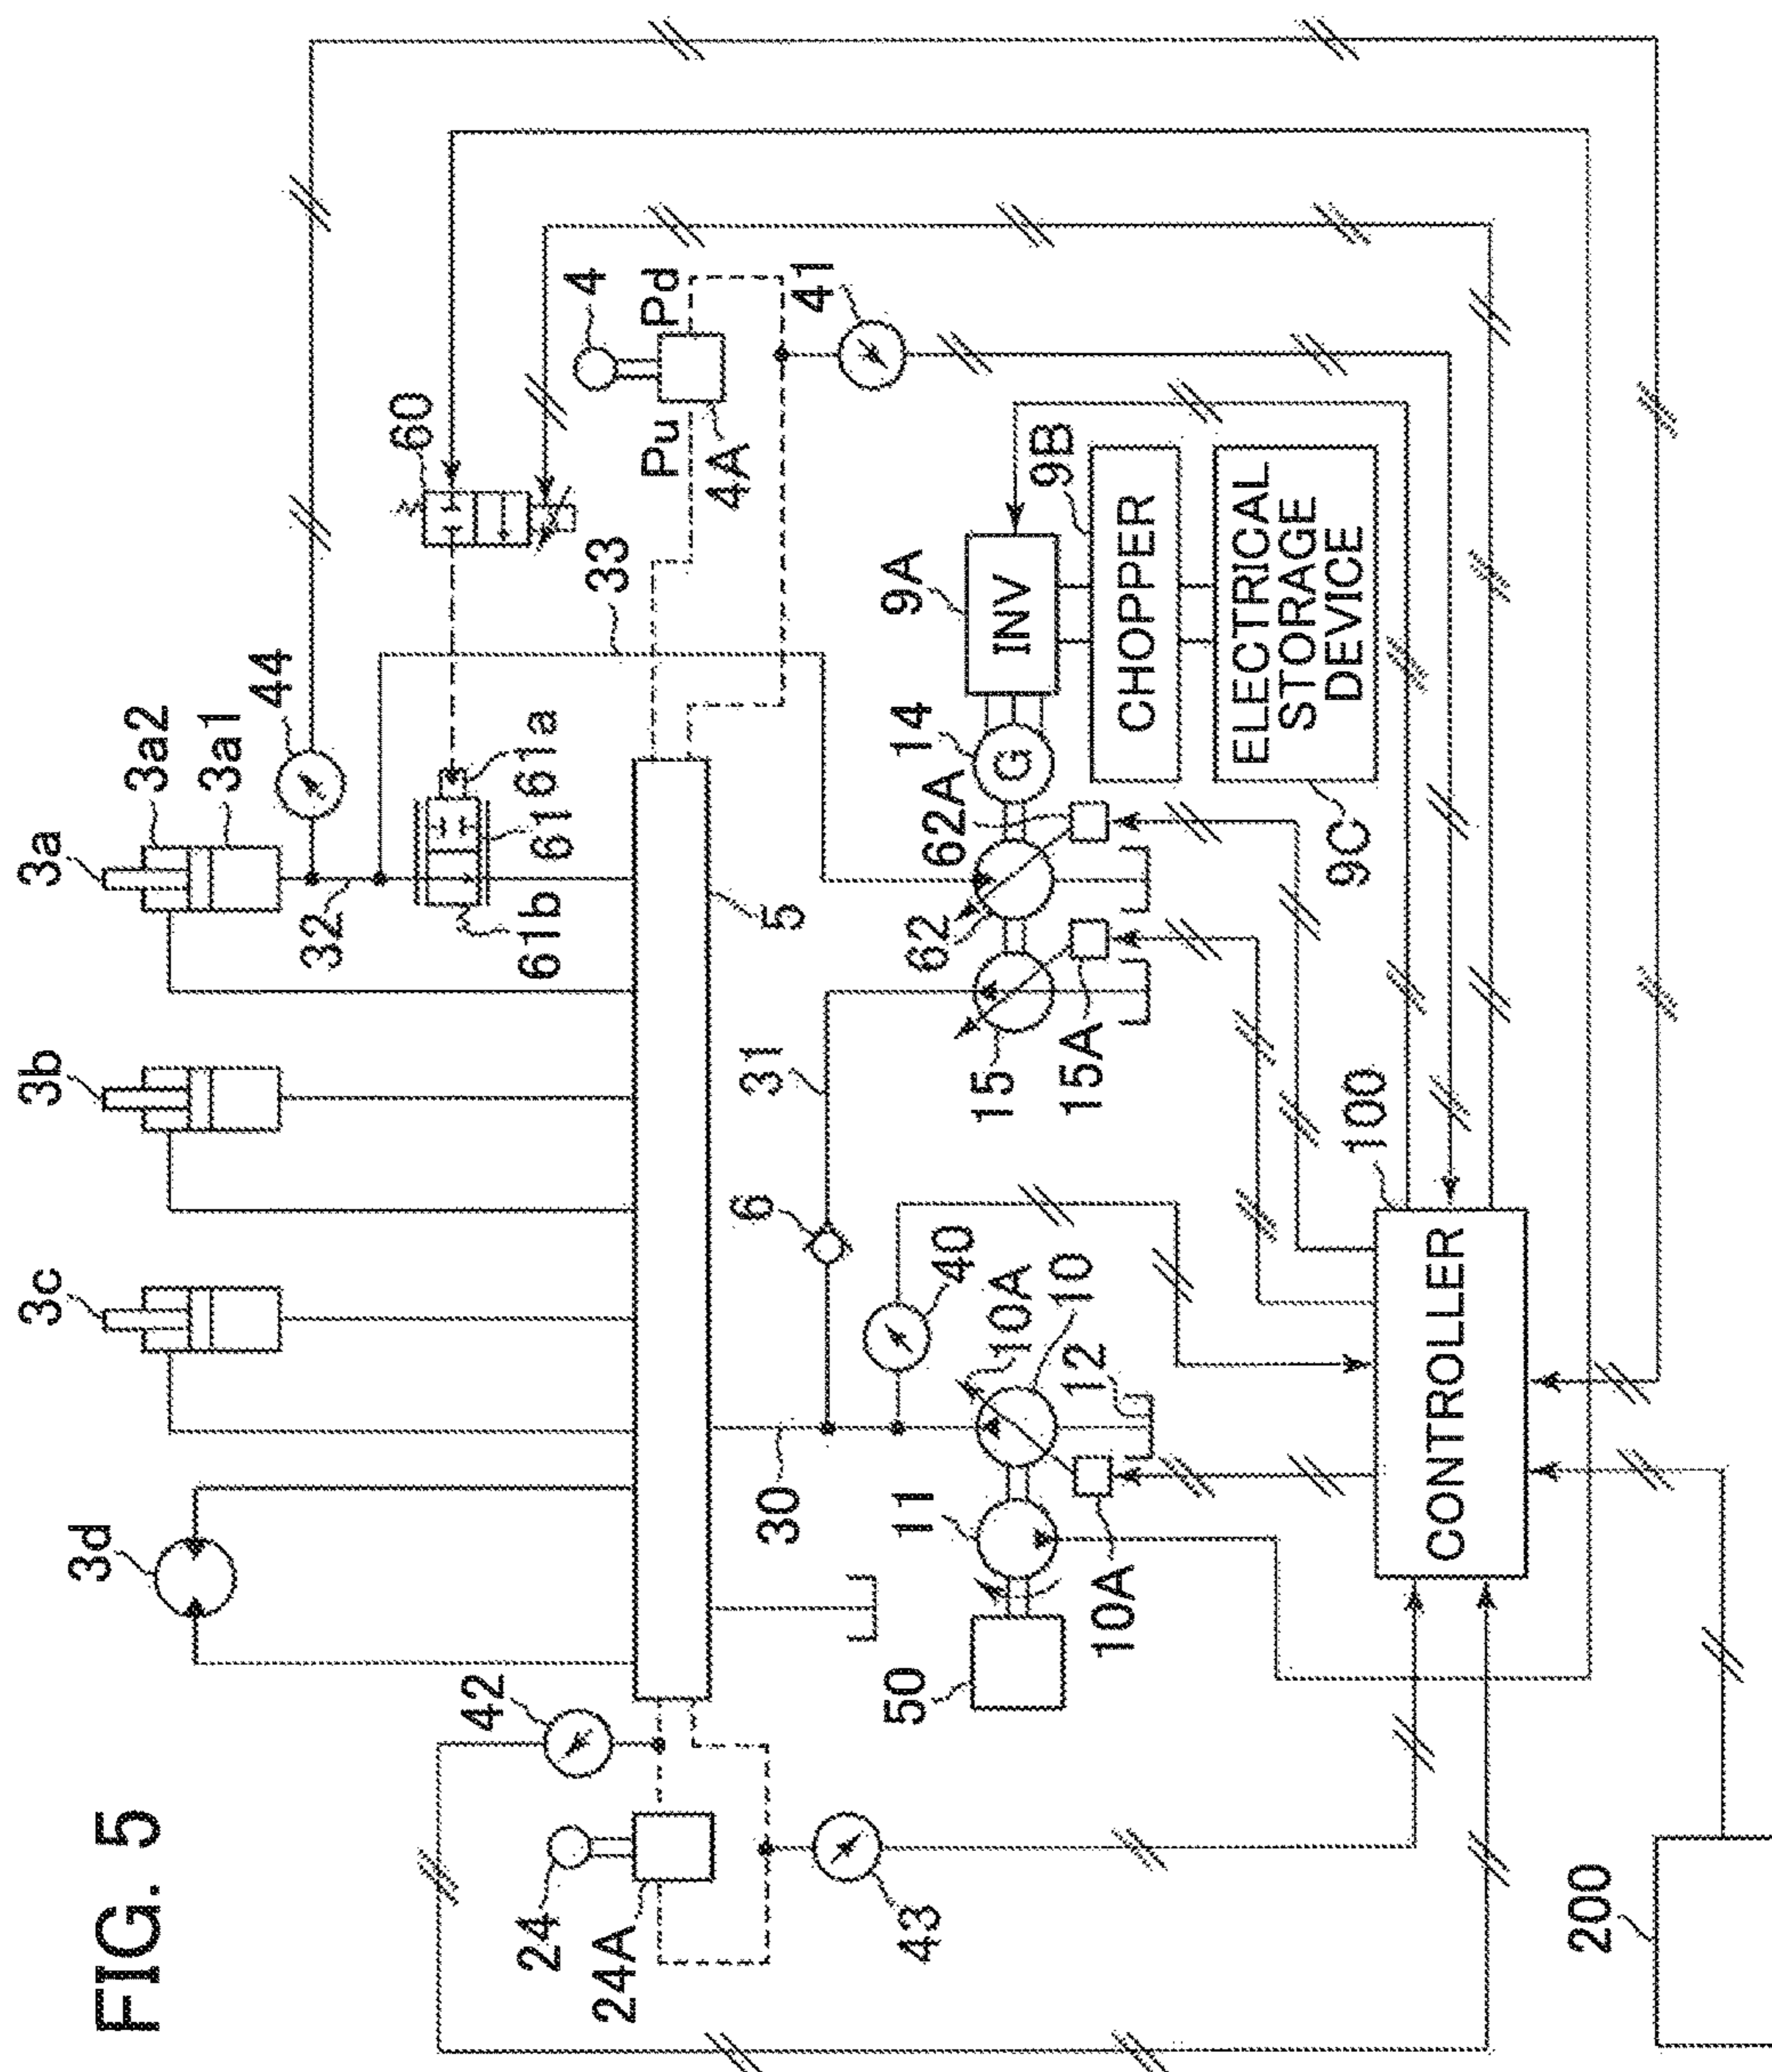 FIG. 5
3a
3a2
3a1
44
3b
3c
3d
32
61b
61
61a
60
33
4
Pd
Pu
4A
41
42
24
24A
43
5
31
6
30
40
10A
10
12
11
50
10A
15
15A
62
62A
14
G
9A
INV
9B
CHOPPER
ELECTRICAL
STORAGE
DEVICE
9C
100
CONTROLLER
200